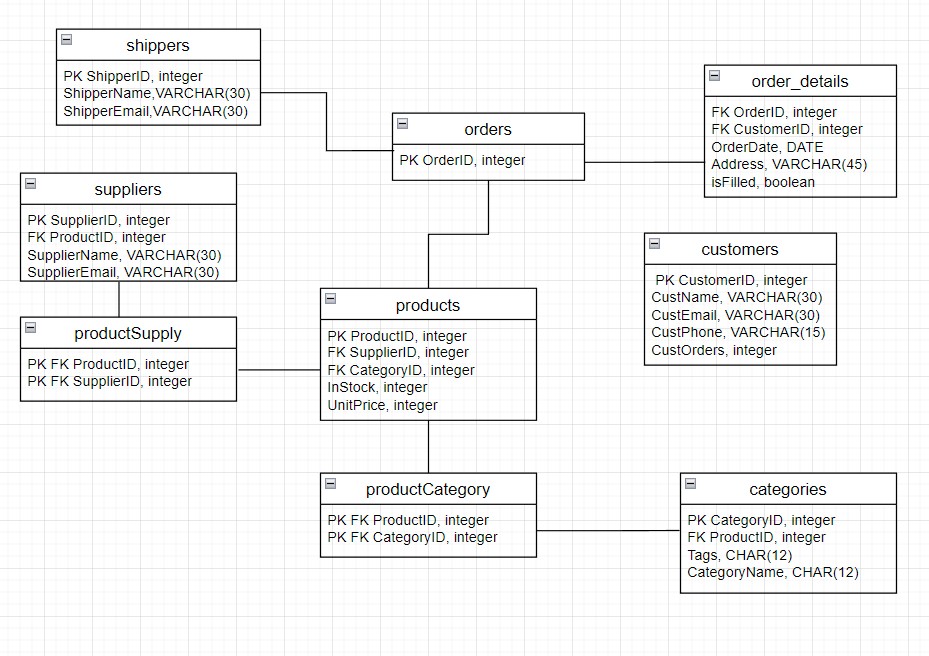 shippers
PK ShipperID, integer
ShipperName,VARCHAR(30)
ShipperEmail,VARCHAR(30)
orders
PK OrderID, integer
order_details
FK OrderID, integer
FK CustomerID, integer
OrderDate, DATE
Address, VARCHAR(45)
isFilled, boolean
suppliers
PK SupplierID, integer
FK ProductID, integer
SupplierName, VARCHAR(30)
SupplierEmail, VARCHAR(30)
customers
PK CustomerID, integer
CustName, VARCHAR(30)
CustEmail, VARCHAR(30)
CustPhone, VARCHAR(15)
CustOrders, integer
productSupply
PK FK ProductID, integer
PK FK SupplierID, integer
products
PK ProductID, integer
FK SupplierID, integer
FK CategoryID, integer
InStock, integer
UnitPrice, integer
productCategory
PK FK ProductID, integer
PK FK CategoryID, integer
categories
PK CategoryID, integer
FK ProductID, integer
Tags, CHAR(12)
CategoryName, CHAR(12)